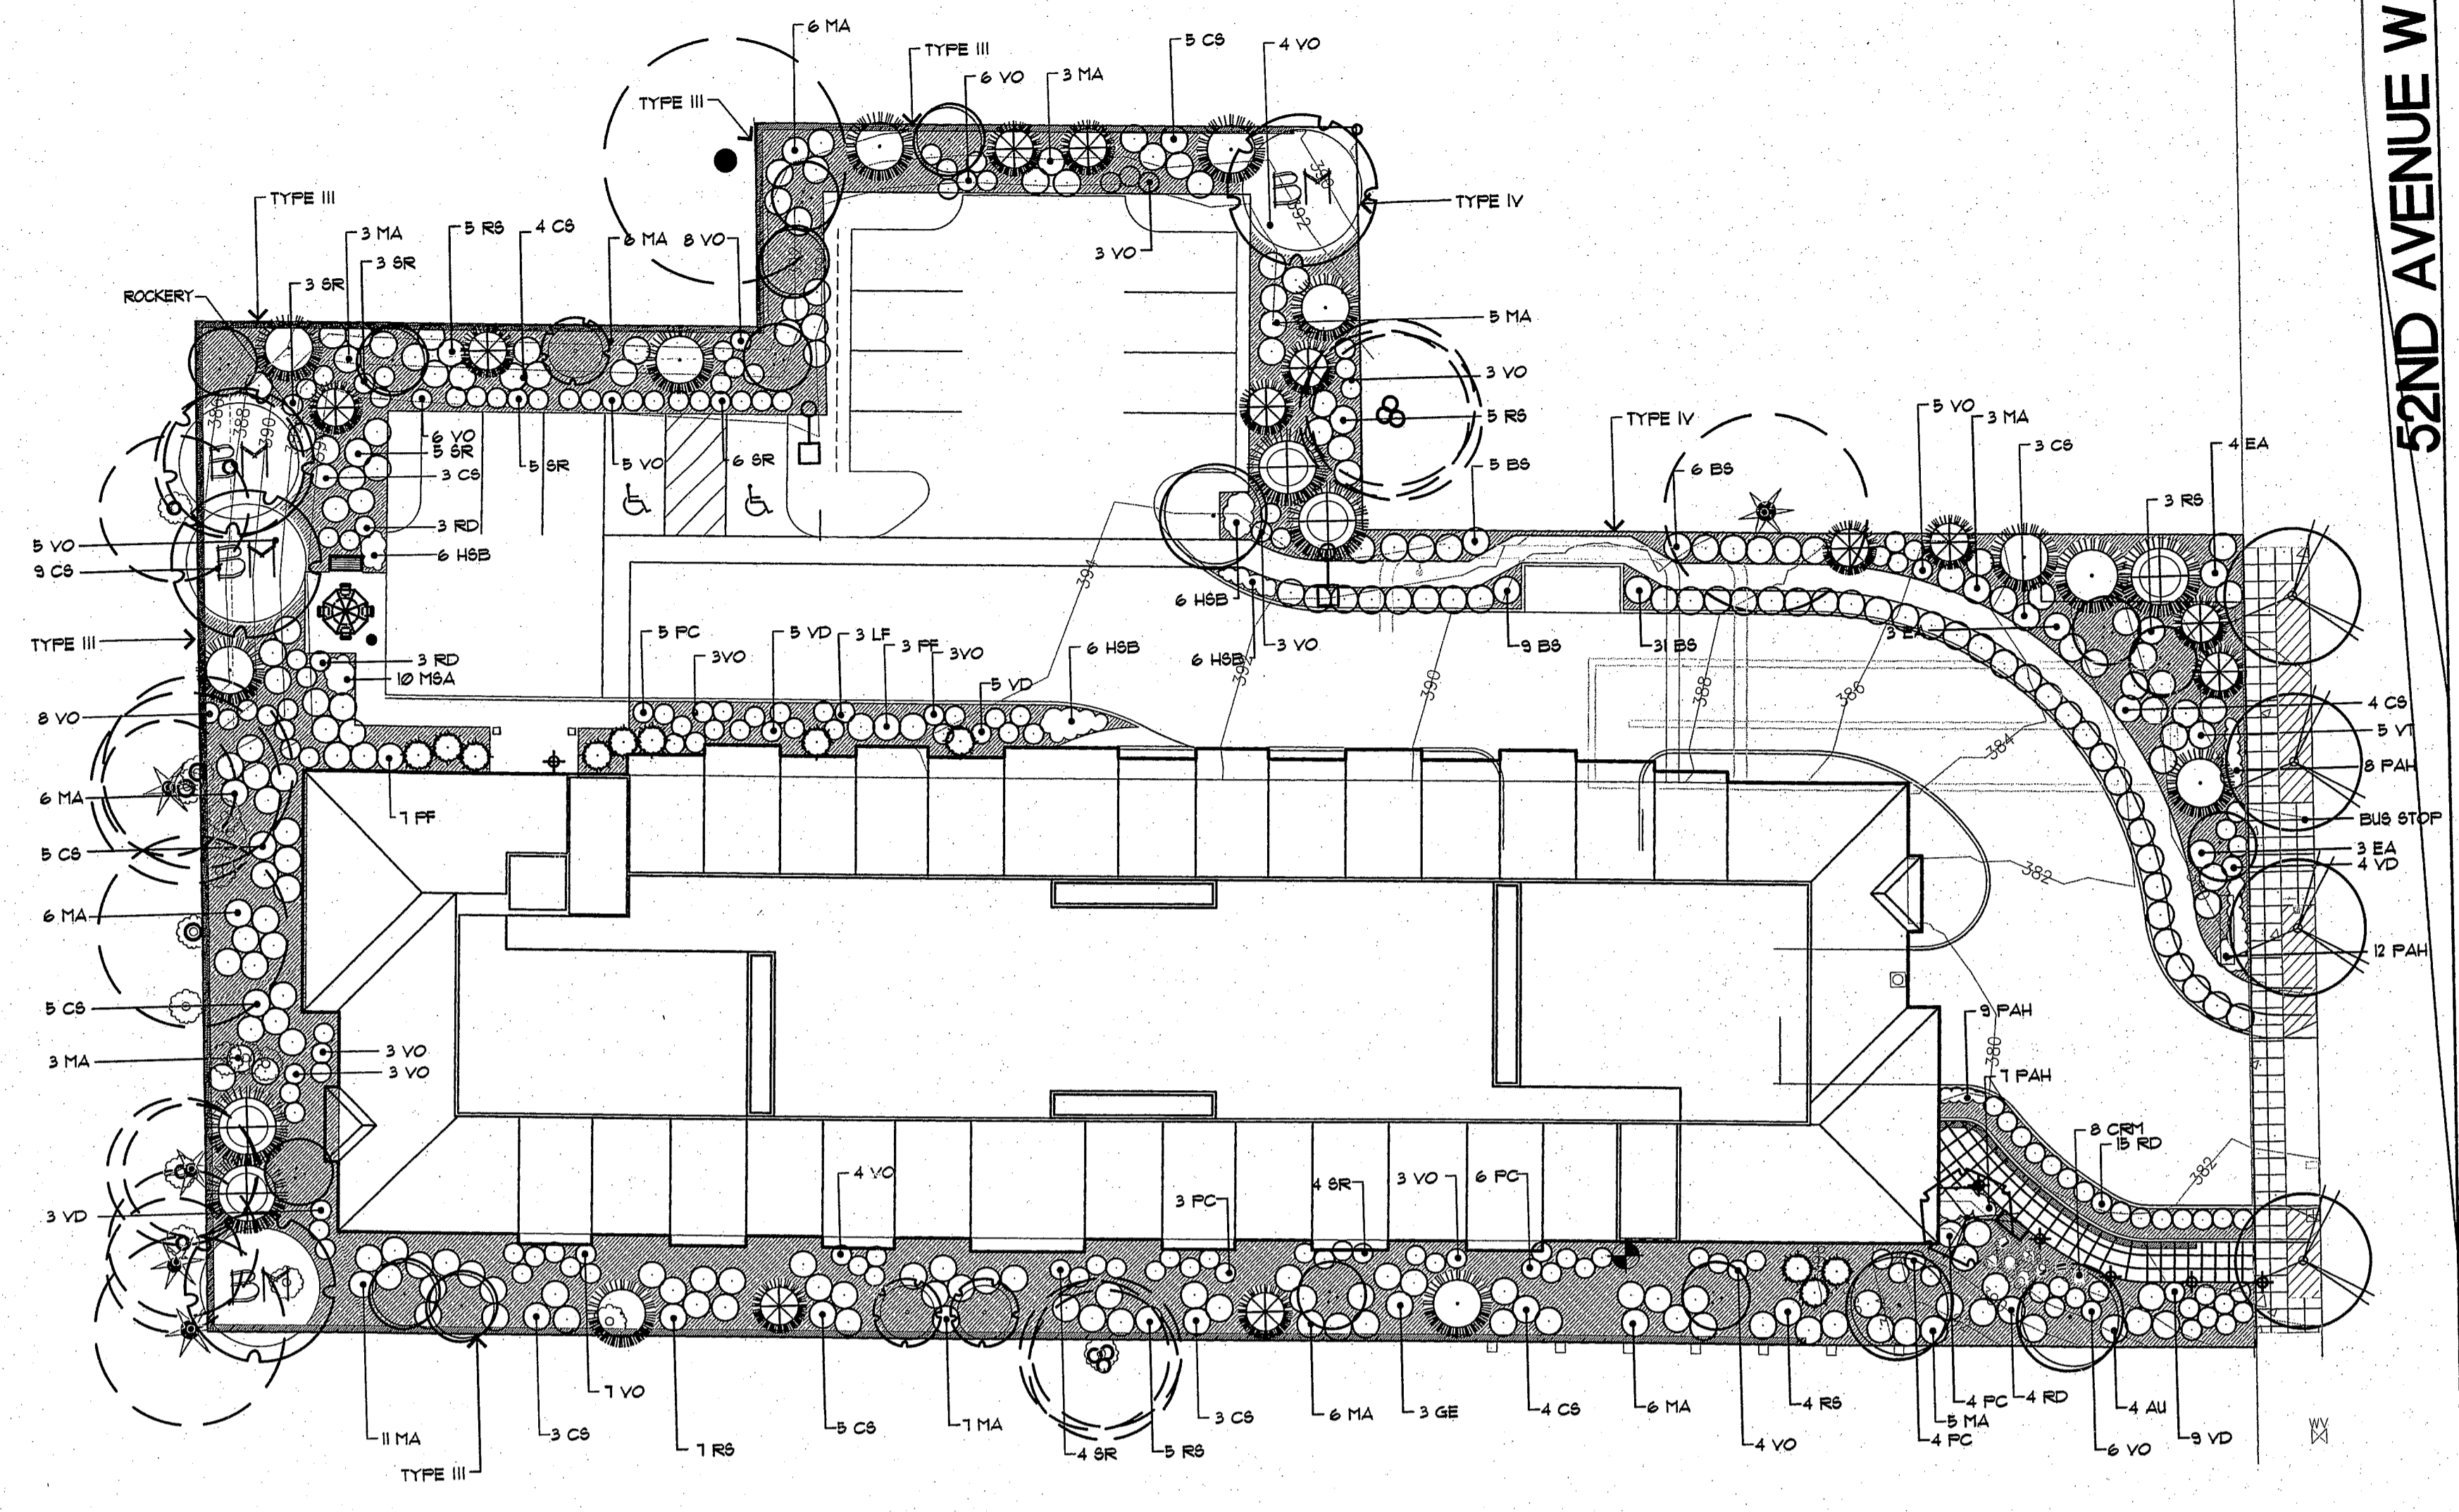 6 MA
TYPE III
5 CS
4 VO
6 VO
3 MA
TYPE III
52ND AVENUE W
BM
390
392
TYPE IV
TYPE III
3 MA
5 RS
4 CS
6 MA
8 VO
3 VO
3 SR
3 SR
ROCKERY
5 MA
3 VO
5 RS
TYPE IV
5 VO
3 MA
3 CS
4 EA
6 VO
5 SR
3 CS
5 SR
5 VO
6 SR
5 BS
6 BS
3 RS
386
388
390
BM
3 RD
6 HSB
5 VO
9 CS
BM
394
6 HSB
3 VO
6 HSB
392
9 BS
31 BS
3 EA
TYPE III
5 PC
3VO
5 VD
3 LF
3 PF
3VO
6 HSB
5 VD
3 RD
10 MSA
390
388
386
384
4 CS
8 VO
8 PAH
6 MA
7 PF
BUS STOP
5 CS
3 EA
4 VD
382
6 MA
12 PAH
5 CS
9 PAH
3 MA
3 VO
3 VO
380
7 PAH
8 CRM
15 RD
382
4 VO
3 PC
4 SR
3 VO
6 PC
3 VD
BM
7 VO
11 MA
3 CS
7 RS
5 CS
7 MA
4 SR
5 RS
3 CS
6 MA
3 GE
4 CS
6 MA
4 VO
4 RS
4 PC
4 RD
5 MA
4 PC
4 AU
6 VO
9 VD
TYPE III
WV